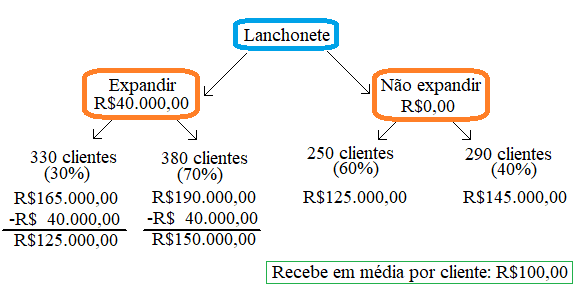 Lanchonete
Expandir
R$40.000,00
Não expandir
R$0,00
330 clientes
(30%)
R$165.000,00
-R$ 40.000,00
R$125.000,00
380 clientes
(70%)
R$190.000,00
-R$ 40.000,00
R$150.000,00
250 clientes
(60%)
R$125.000,00
290 clientes
(40%)
R$145.000,00
Recebe em média por cliente: R$100,00